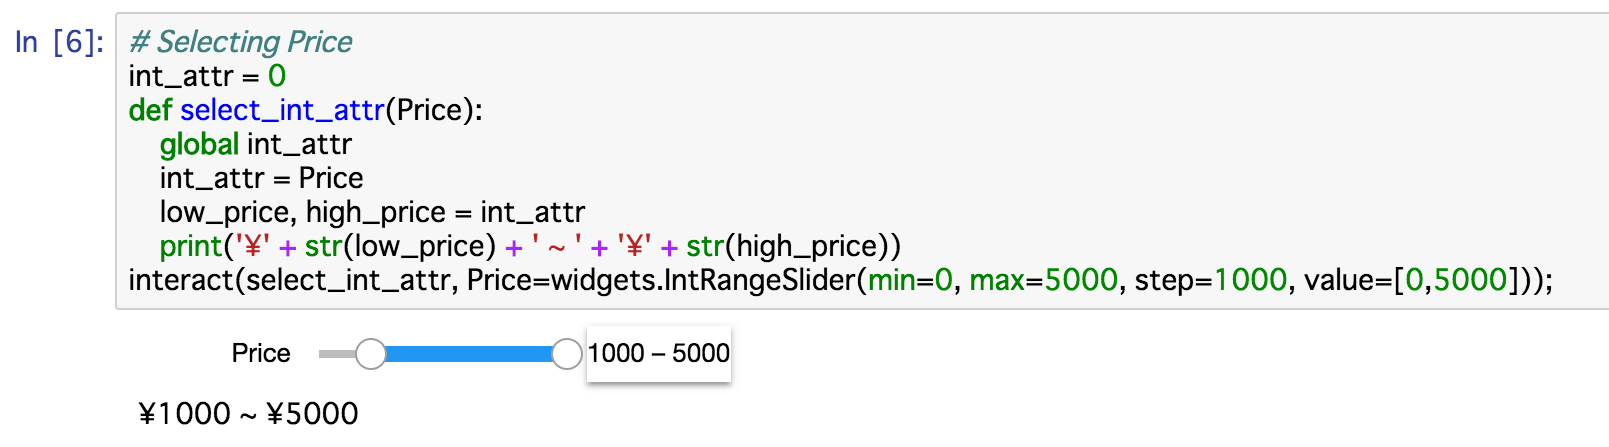 In [6]: # Selecting Price
int_attr = 0
def select_int_attr(Price):
    global int_attr
    int_attr = Price
    low_price, high_price = int_attr
    print('¥' + str(low_price) + ' ~ ' + '¥' + str(high_price))
interact(select_int_attr, Price=widgets.IntRangeSlider(min=0, max=5000, step=1000, value=[0,5000]));
Price 1000 – 5000
¥1000 ~ ¥5000